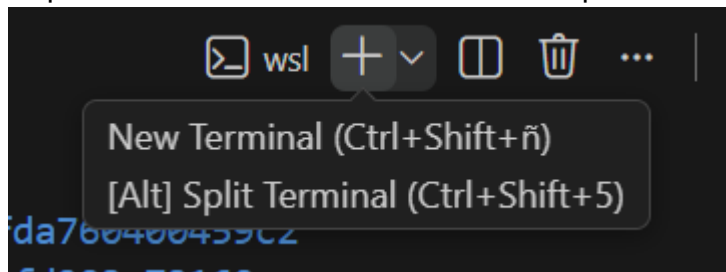 wsl
New Terminal (Ctrl+Shift+ñ)
[Alt] Split Terminal (Ctrl+Shift+5)